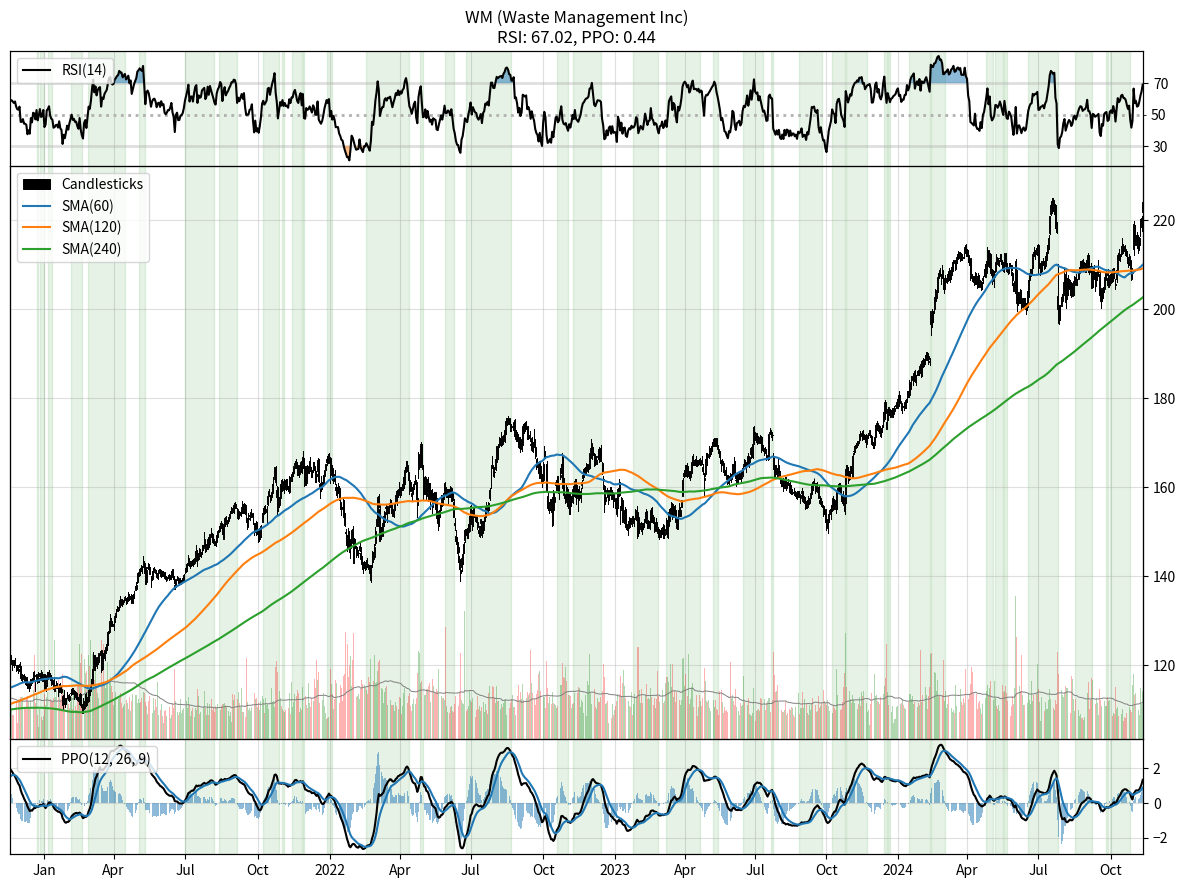 WM (Waste Management Inc)
RSI: 67.02, PPO: 0.44
RSI(14)
70
50
30
Candlesticks
SMA(60)
SMA(120)
SMA(240)
220
200
180
160
140
120
PPO(12, 26, 9)
2
0
−2
Jan Apr Jul Oct 2022 Apr Jul Oct 2023 Apr Jul Oct 2024 Apr Jul Oct